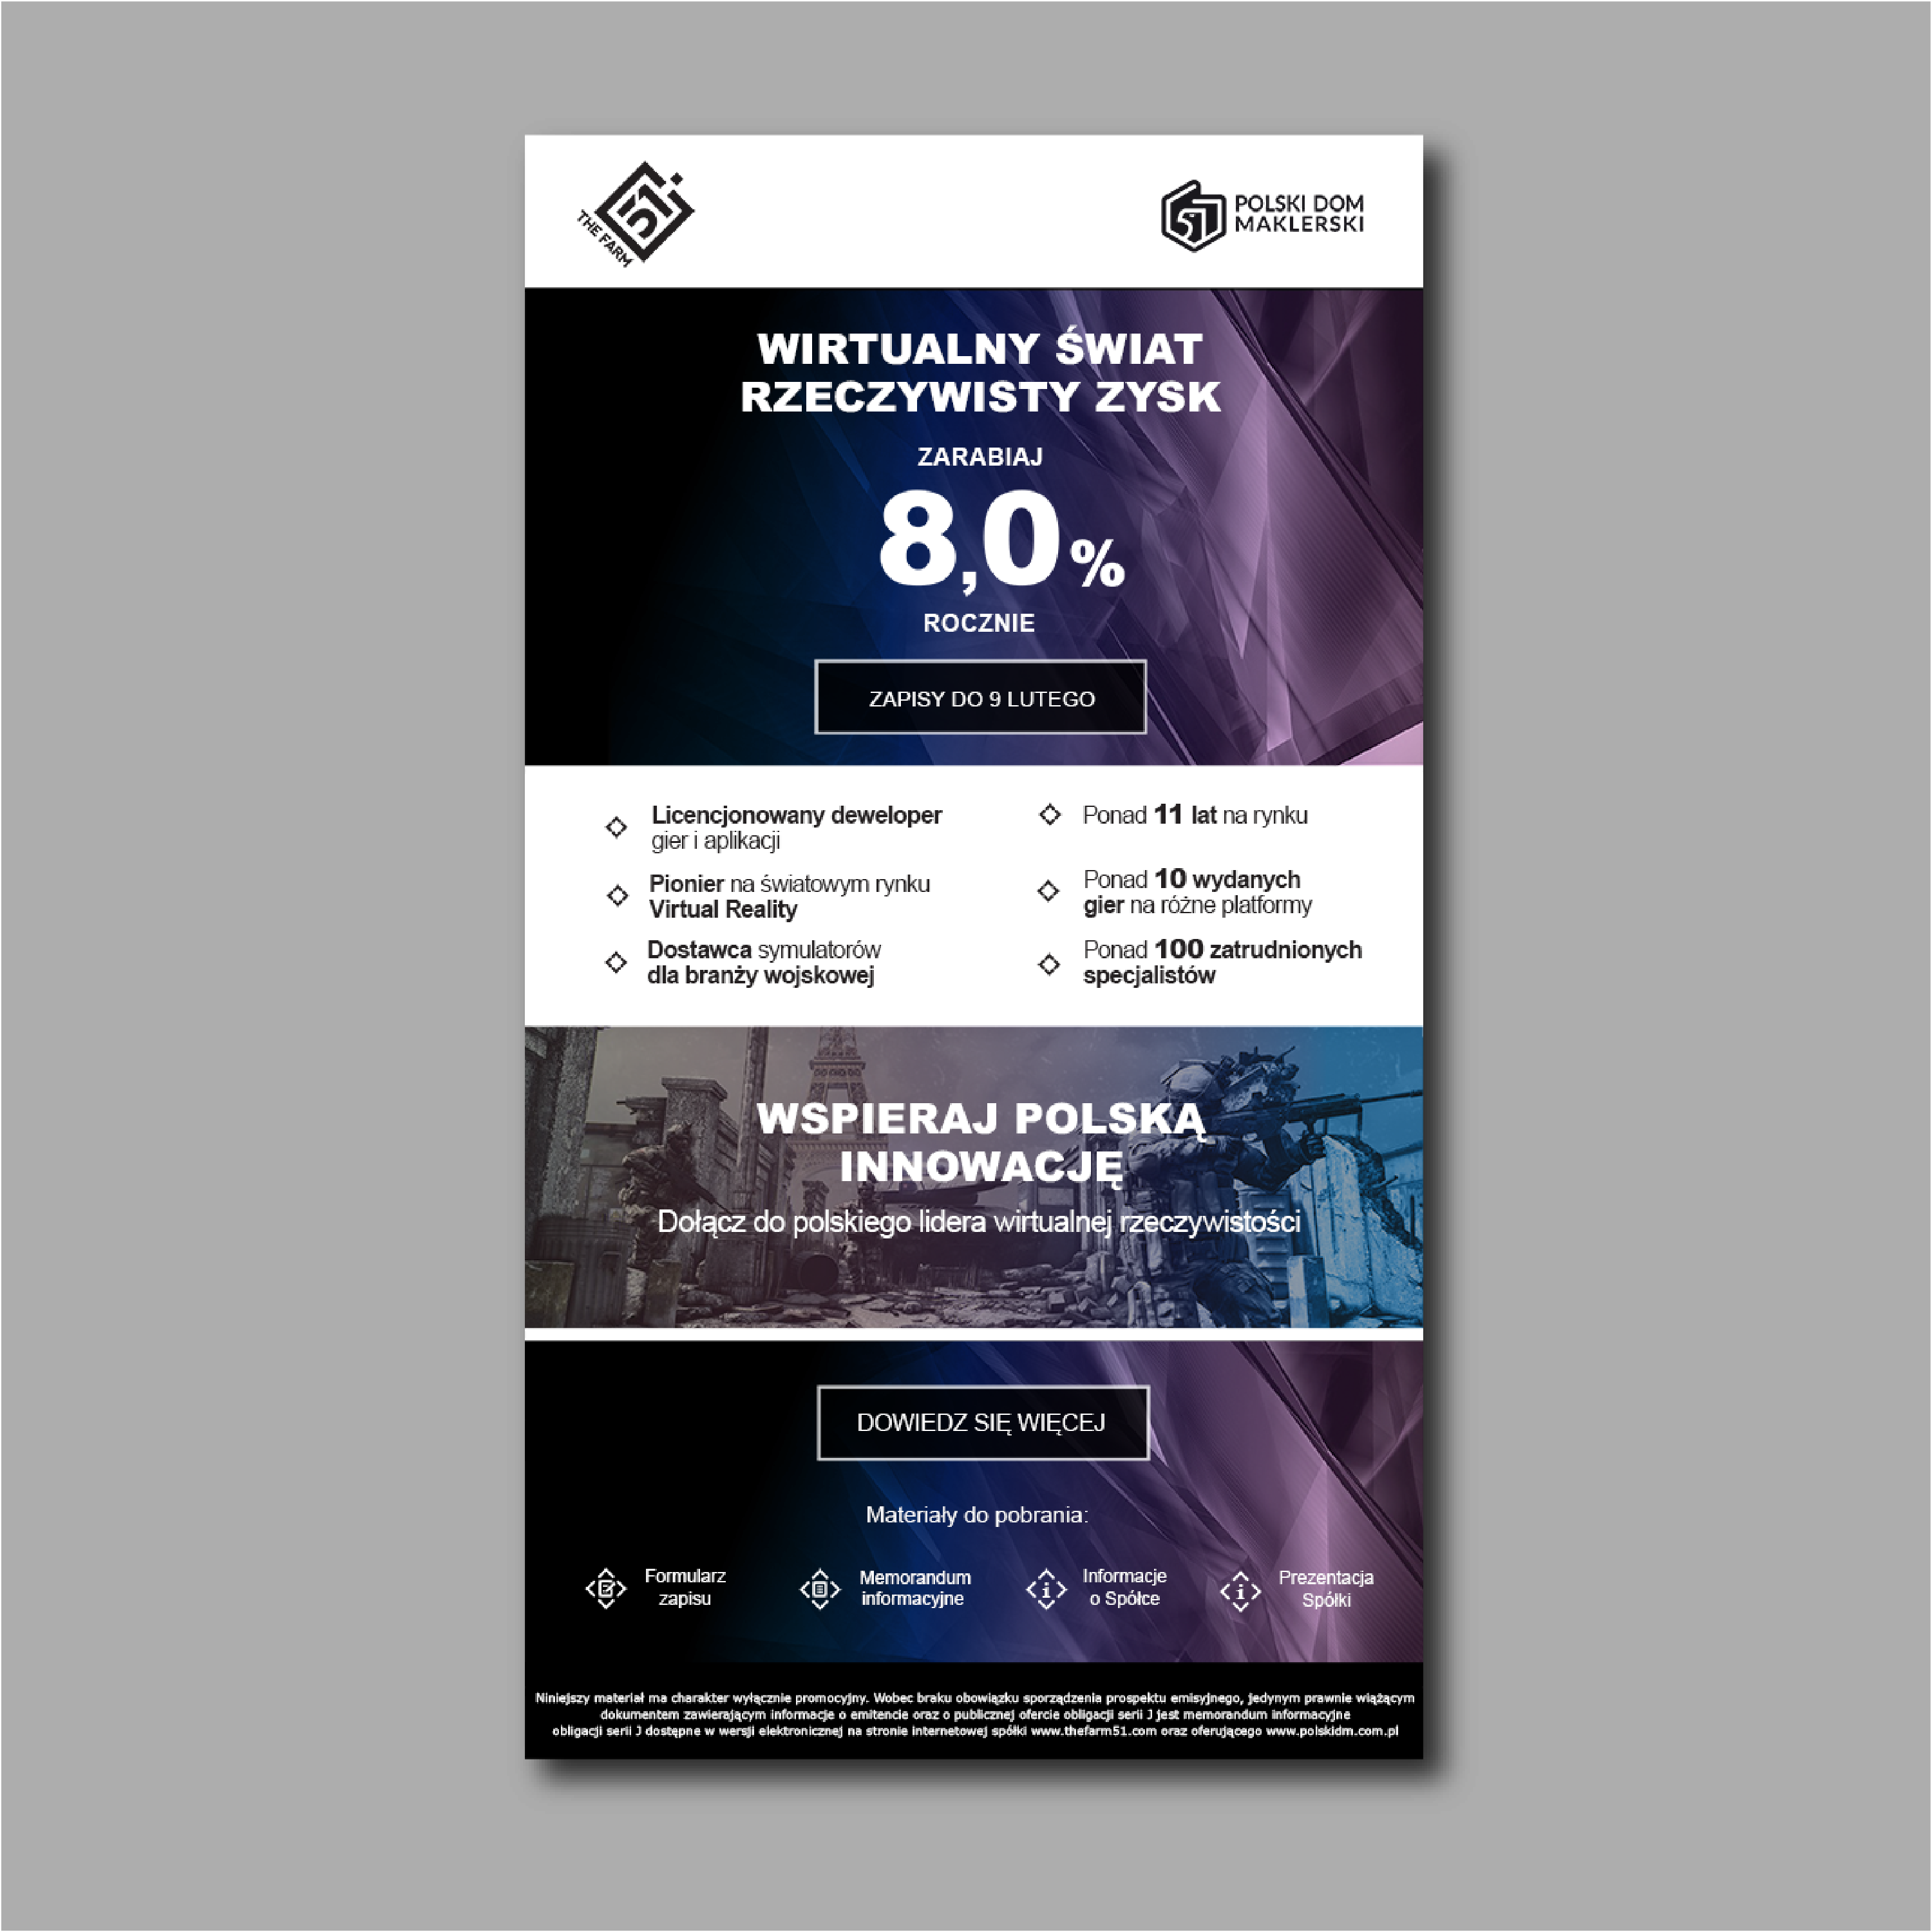 THE FARM 51
51 POLSKI DOM
MAKLERSKI
WIRTUALNY ŚWIAT
RZECZYWISTY ZYSK
ZARABIAJ
8,0%
ROCZNIE
ZAPISY DO 9 LUTEGO
Licencjonowany deweloper
gier i aplikacji
Pionier na światowym rynku
Virtual Reality
Dostawca symulatorów
dla branży wojskowej
Ponad 11 lat na rynku
Ponad 10 wydanych
gier na różne platformy
Ponad 100 zatrudnionych
specjalistów
WSPIERAJ POLSKĄ
INNOWACJĘ
Dołącz do polskiego lidera wirtualnej rzeczywistości
DOWIEDZ SIĘ WIĘCEJ
Materiały do pobrania:
Formularz
zapisu
Memorandum
informacyjne
Informacje
o Spółce
Prezentacja
Spółki
Niniejszy materiał ma charakter wyłącznie promocyjny. Wobec braku obowiązku sporządzenia prospektu emisyjnego, jedynym prawnie wiążącym
dokumentem zawierającym informacje o emitencie oraz o publicznej ofercie obligacji serii J jest memorandum informacyjne
obligacji serii J dostępne w wersji elektronicznej na stronie internetowej spółki www.thefarm51.com oraz oferującego www.polskidm.com.pl